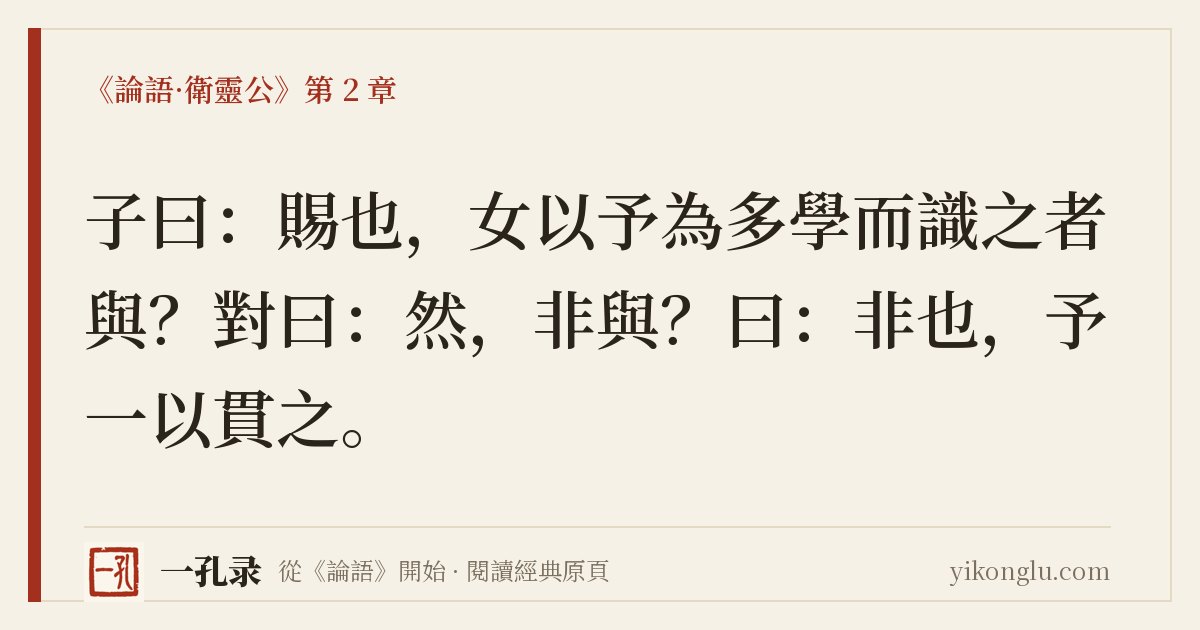 《論語·衛靈公》第 2 章
子曰：賜也，女以予為多學而識之者
與？對曰：然，非與？曰：非也，予
一以貫之。
一孔
一孔录 從《論語》開始 · 閱讀經典原頁 yikonglu.com